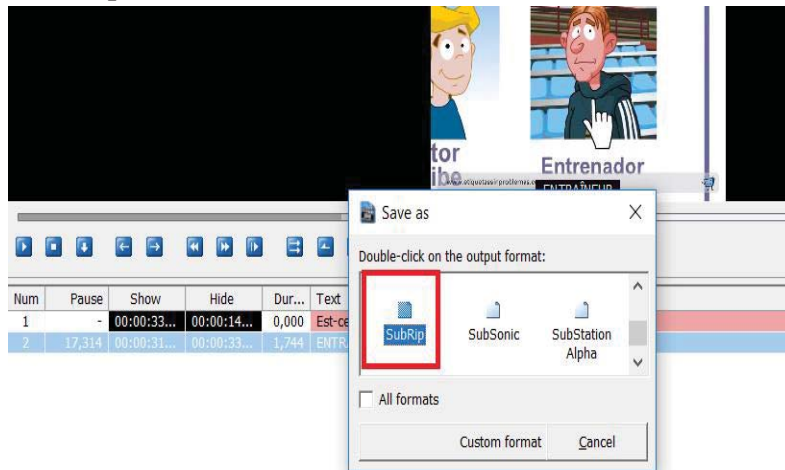 tor
ibe
Entrenador
ENTRAÎNEUR
Save as
Double-click on the output format:
SubRip
SubSonic
SubStation
Alpha
All formats
Custom format
Cancel
Num Pause Show Hide Dur... Text
1 - 00:00:33... 00:00:14... 0,000 Est-ce
2 17,314 00:00:31... 00:00:33... 1,744 ENTR